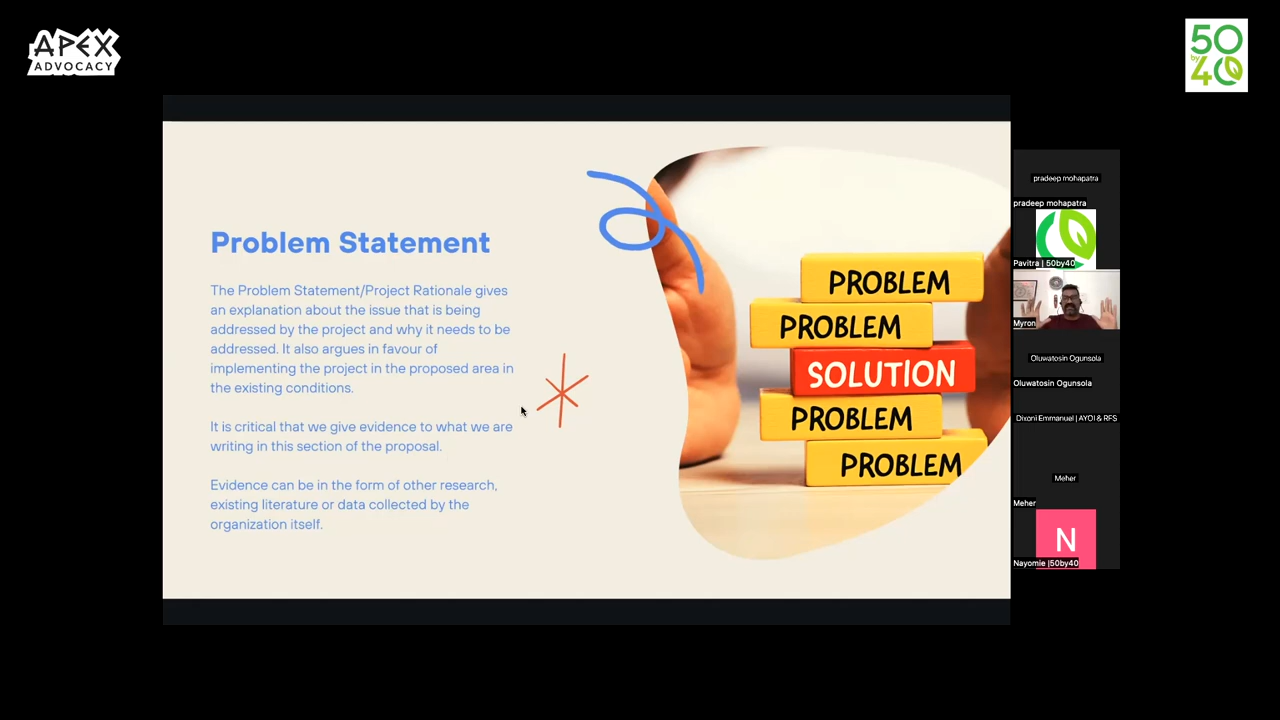 APEX
ADVOCACY
50
by
40
Problem Statement
The Problem Statement/Project Rationale gives
an explanation about the issue that is being
addressed by the project and why it needs to be
addressed. It also argues in favour of
implementing the project in the proposed area in
the existing conditions.
It is critical that we give evidence to what we are
writing in this section of the proposal.
Evidence can be in the form of other research,
existing literature or data collected by the
organization itself.
PROBLEM
PROBLEM
SOLUTION
PROBLEM
PROBLEM
pradeep mohapatra
pradeep mohapatra
Pavitra | 50by40
Myron
Oluwatosin Ogunsola
Oluwatosin Ogunsola
Dixoni Emmanuel | AYOI & RFS
Meher
Meher
N
Nayomie |50by40